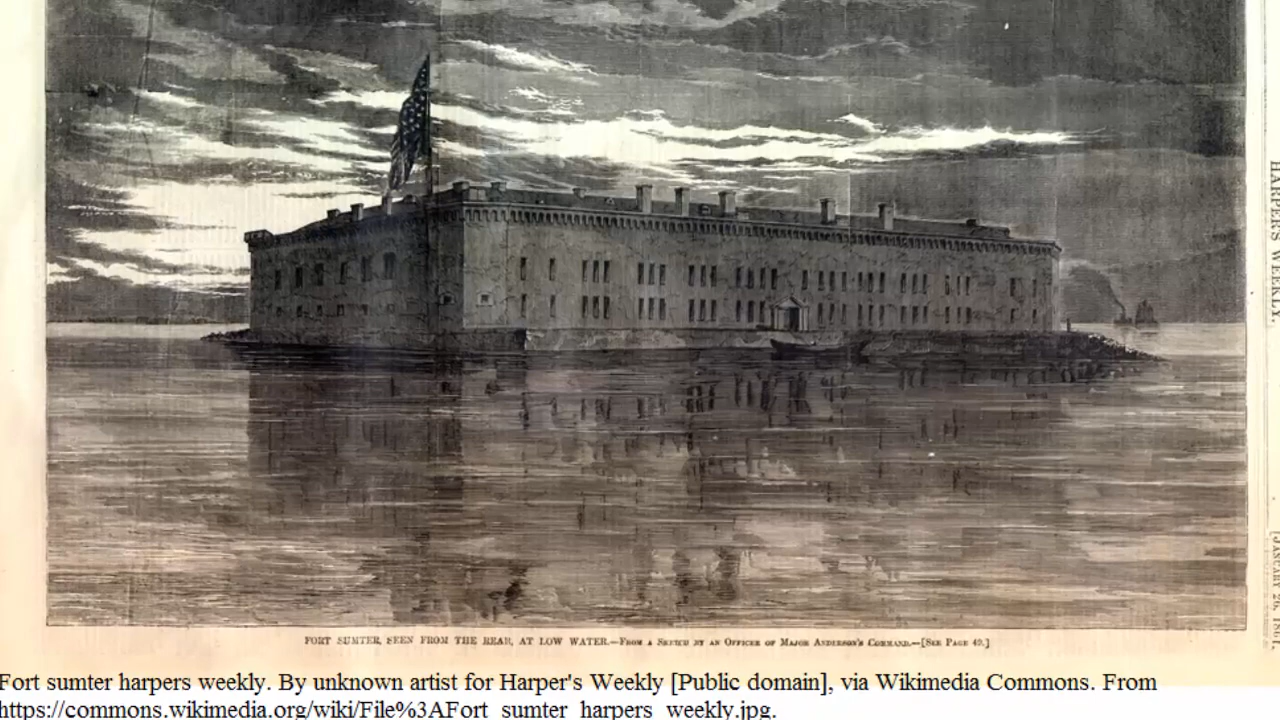 HARPER'S WEEKLY.
[JANUARY 26, 1861.
FORT SUMTER, SEEN FROM THE REAR, AT LOW WATER.—From a Sketch by an Officer of Major Anderson's Command.—[See Page 49.]
Fort sumter harpers weekly. By unknown artist for Harper's Weekly [Public domain], via Wikimedia Commons. From
https://commons.wikimedia.org/wiki/File%3AFort_sumter_harpers_weekly.jpg.